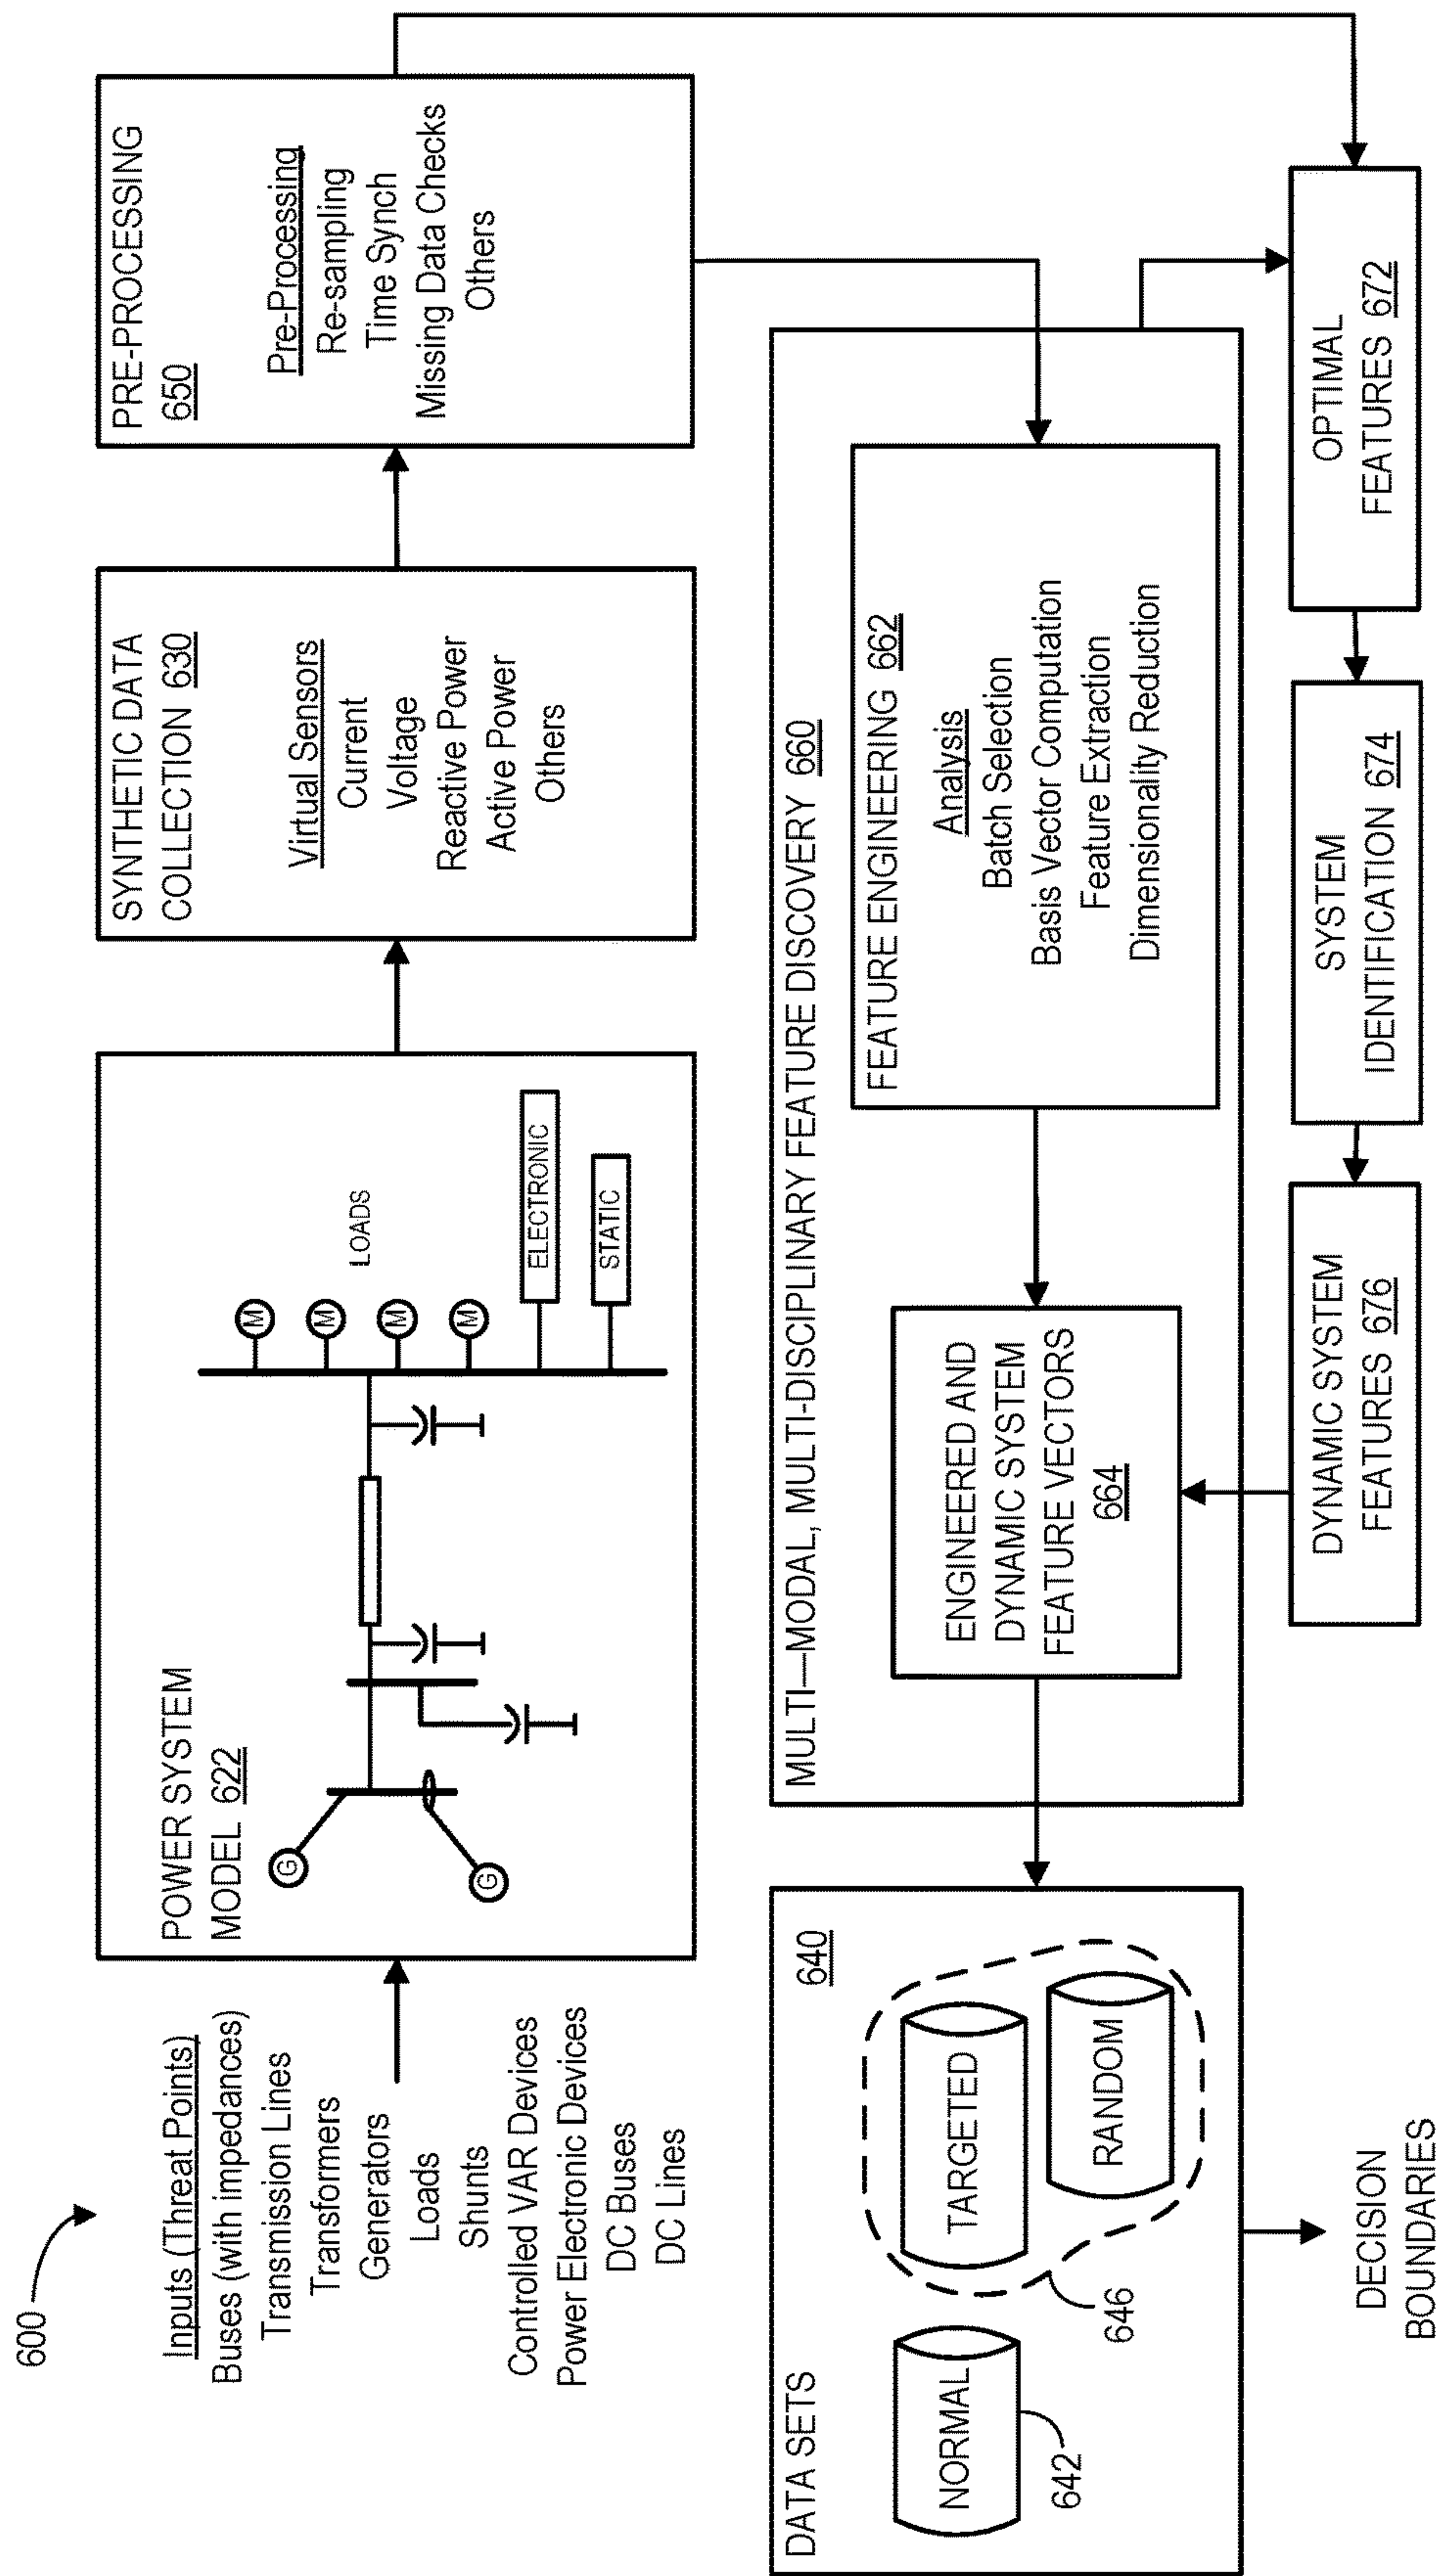 600
Inputs (Threat Points)
Buses (with impedances)
Transmission Lines
Transformers
Generators
Loads
Shunts
Controlled VAR Devices
Power Electronic Devices
DC Buses
DC Lines
POWER SYSTEM
MODEL 622
G
G
M
M
M
M
LOADS
ELECTRONIC
STATIC
SYNTHETIC DATA
COLLECTION 630
Virtual Sensors
Current
Voltage
Reactive Power
Active Power
Others
PRE-PROCESSING
650
Pre-Processing
Re-sampling
Time Synch
Missing Data Checks
Others
DATA SETS
640
NORMAL
642
TARGETED
RANDOM
646
DECISION
BOUNDARIES
MULTI—MODAL, MULTI-DISCIPLINARY FEATURE DISCOVERY 660
ENGINEERED AND
DYNAMIC SYSTEM
FEATURE VECTORS
664
FEATURE ENGINEERING 662
Analysis
Batch Selection
Basis Vector Computation
Feature Extraction
Dimensionality Reduction
DYNAMIC SYSTEM
FEATURES 676
SYSTEM
IDENTIFICATION 674
OPTIMAL
FEATURES 672